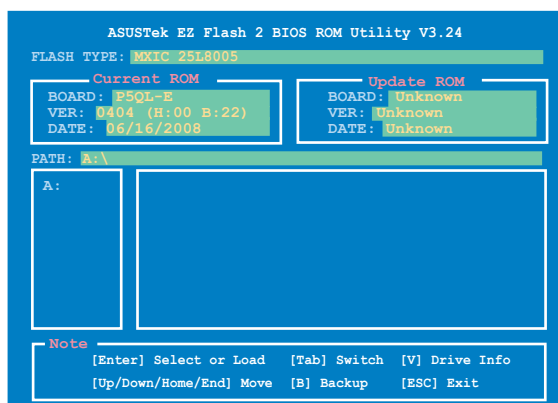 ASUSTek EZ Flash 2 BIOS ROM Utility V3.24
FLASH TYPE: MXIC 25L8005
Current ROM
BOARD: P5QL-E
VER: 0404 (H:00 B:22)
DATE: 06/16/2008
Update ROM
BOARD: Unknown
VER: Unknown
DATE: Unknown
PATH: A:\
A:
Note
[Enter] Select or Load [Tab] Switch [V] Drive Info
[Up/Down/Home/End] Move [B] Backup [ESC] Exit